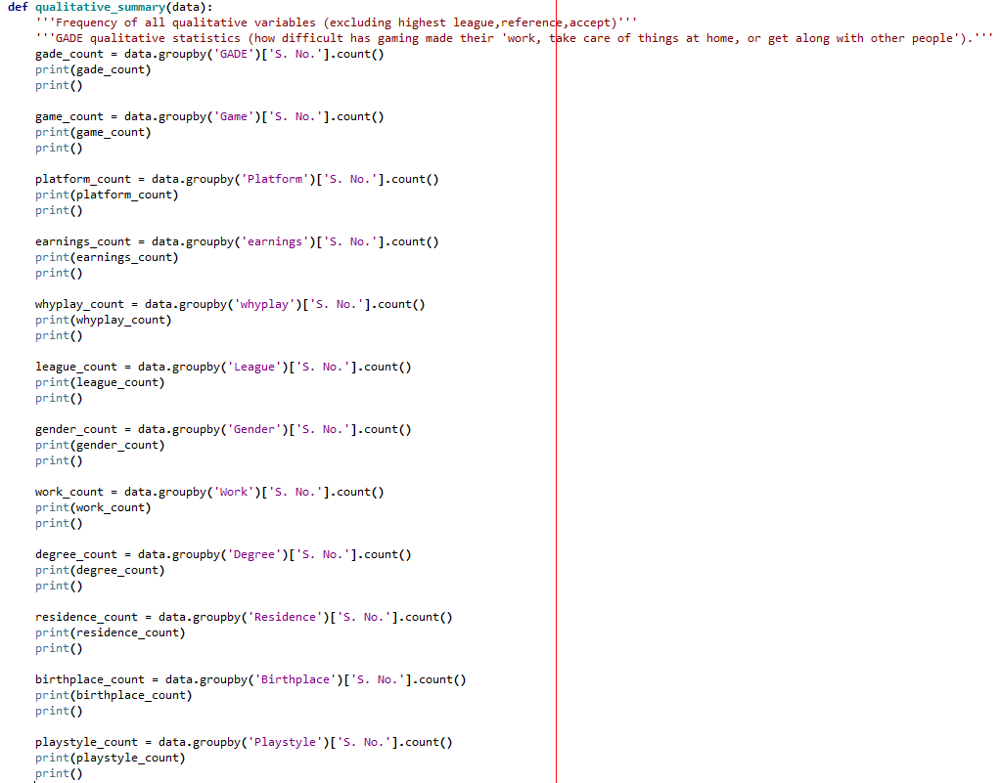 def qualitative_summary(data):
    '''Frequency of all qualitative variables (excluding highest league,reference,accept)'''
    '''GADE qualitative statistics (how difficult has gaming made their 'work, take care of things at home, or get along with other people').'''
    gade_count = data.groupby('GADE')['S. No.'].count()
    print(gade_count)
    print()

    game_count = data.groupby('Game')['S. No.'].count()
    print(game_count)
    print()

    platform_count = data.groupby('Platform')['S. No.'].count()
    print(platform_count)
    print()

    earnings_count = data.groupby('earnings')['S. No.'].count()
    print(earnings_count)
    print()

    whyplay_count = data.groupby('whyplay')['S. No.'].count()
    print(whyplay_count)
    print()

    league_count = data.groupby('League')['S. No.'].count()
    print(league_count)
    print()

    gender_count = data.groupby('Gender')['S. No.'].count()
    print(gender_count)
    print()

    work_count = data.groupby('Work')['S. No.'].count()
    print(work_count)
    print()

    degree_count = data.groupby('Degree')['S. No.'].count()
    print(degree_count)
    print()

    residence_count = data.groupby('Residence')['S. No.'].count()
    print(residence_count)
    print()

    birthplace_count = data.groupby('Birthplace')['S. No.'].count()
    print(birthplace_count)
    print()

    playstyle_count = data.groupby('Playstyle')['S. No.'].count()
    print(playstyle_count)
    print()